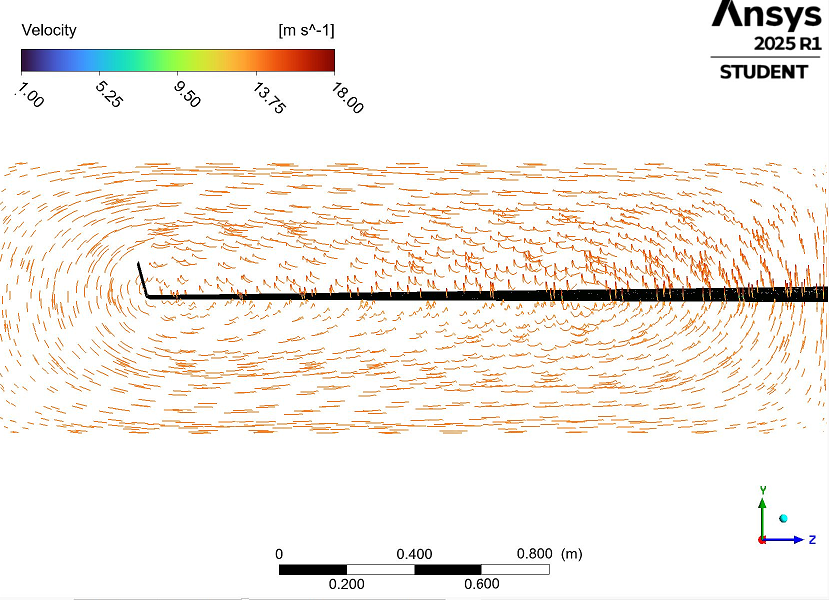 Velocity [m s^-1]
1.00 5.25 9.50 13.75 18.00
Ansys
2025 R1
STUDENT
Y
Z
0 0.400 0.800 (m)
0.200 0.600